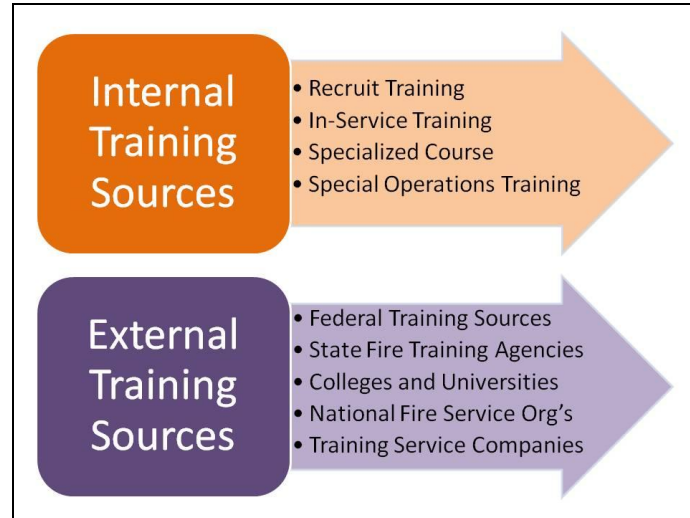 Internal
Training
Sources
• Recruit Training
• In-Service Training
• Specialized Course
• Special Operations Training
External
Training
Sources
• Federal Training Sources
• State Fire Training Agencies
• Colleges and Universities
• National Fire Service Org's
• Training Service Companies